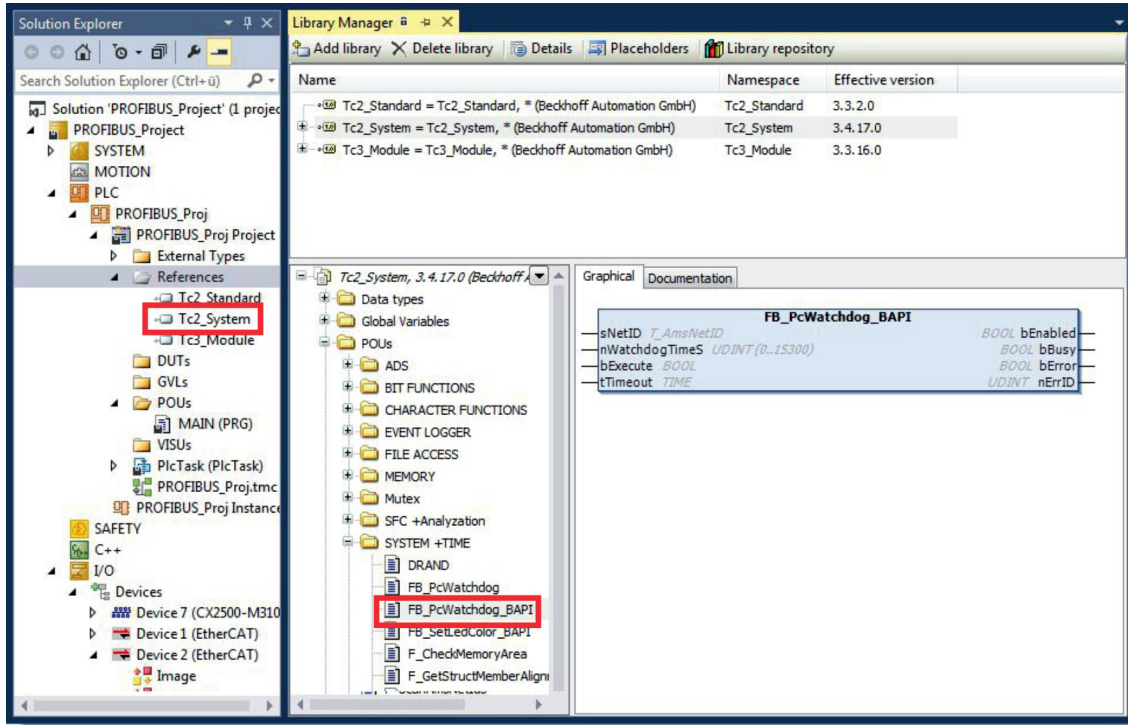 Solution Explorer
Search Solution Explorer (Ctrl+ü)
Solution 'PROFIBUS_Project' (1 projec
PROFIBUS_Project
SYSTEM
MOTION
PLC
PROFIBUS_Proj
PROFIBUS_Proj Project
External Types
References
Tc2_Standard
Tc2_System
Tc3_Module
DUTs
GVLs
POUs
MAIN (PRG)
VISUs
PlcTask (PlcTask)
PROFIBUS_Proj.tmc
PROFIBUS_Proj Instance
SAFETY
C++
I/O
Devices
Device 7 (CX2500-M310
Device 1 (EtherCAT)
Device 2 (EtherCAT)
Image
Library Manager
Add library Delete library Details Placeholders Library repository
Name Namespace Effective version
Tc2_Standard = Tc2_Standard, * (Beckhoff Automation GmbH) Tc2_Standard 3.3.2.0
Tc2_System = Tc2_System, * (Beckhoff Automation GmbH) Tc2_System 3.4.17.0
Tc3_Module = Tc3_Module, * (Beckhoff Automation GmbH) Tc3_Module 3.3.16.0
Tc2_System, 3.4.17.0 (Beckhoff A
Data types
Global Variables
POUs
ADS
BIT FUNCTIONS
CHARACTER FUNCTIONS
EVENT LOGGER
FILE ACCESS
MEMORY
Mutex
SFC +Analyzation
SYSTEM +TIME
DRAND
FB_PcWatchdog
FB_PcWatchdog_BAPI
FB_SetLedColor_BAPI
F_CheckMemoryArea
F_GetStructMemberAlignm
Graphical Documentation
FB_PcWatchdog_BAPI
sNetID T_AmsNetID BOOL bEnabled
nWatchdogTimeS UDINT (0..15300) BOOL bBusy
bExecute BOOL BOOL bError
tTimeout TIME UDINT nErrID